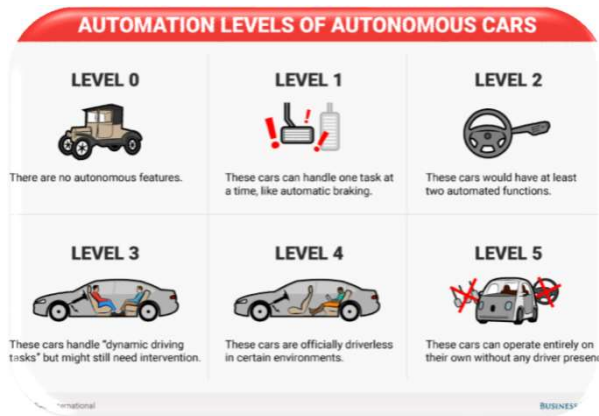 AUTOMATION LEVELS OF AUTONOMOUS CARS
LEVEL 0
There are no autonomous features.
LEVEL 1
These cars can handle one task at
a time, like automatic braking.
LEVEL 2
These cars would have at least
two automated functions.
LEVEL 3
These cars handle "dynamic driving
tasks" but might still need intervention.
LEVEL 4
These cars are officially driverless
in certain environments.
LEVEL 5
These cars can operate entirely on
their own without any driver presenc
ernational
BUSINES